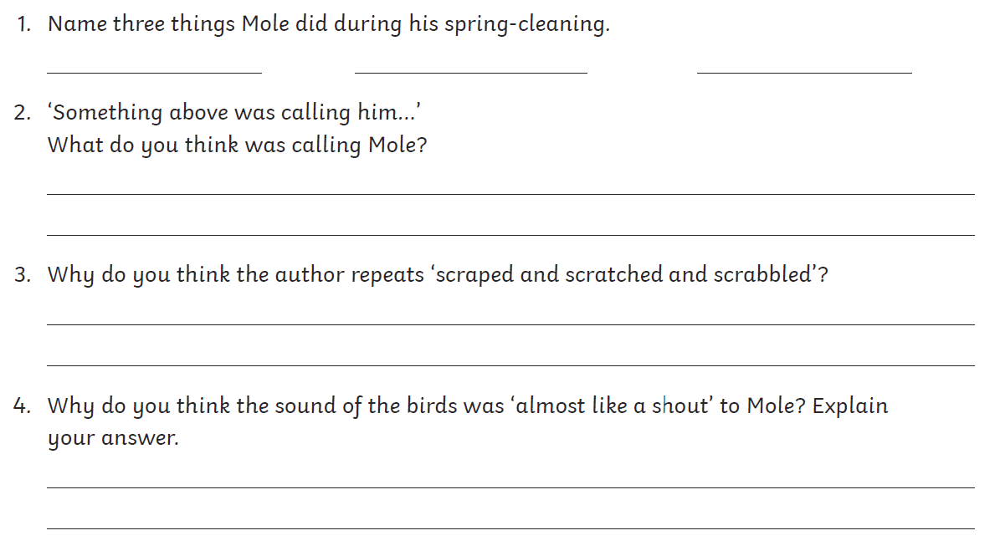 1. Name three things Mole did during his spring-cleaning.
2. ‘Something above was calling him...’
What do you think was calling Mole?
3. Why do you think the author repeats ‘scraped and scratched and scrabbled’?
4. Why do you think the sound of the birds was ‘almost like a shout’ to Mole? Explain
your answer.